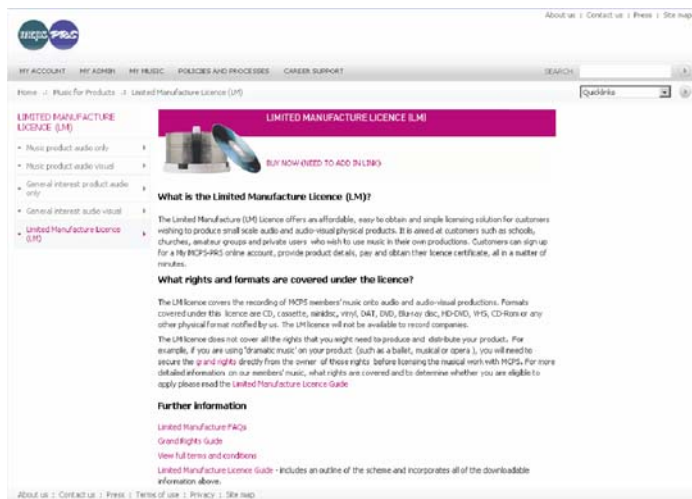 About us : Contact us : Press : Site map
MCPS PRS
MY ACCOUNT MY ADMIN MY MUSIC POLICIES AND PROCESSES CAREER SUPPORT SEARCH
Home Music for Products Limited Manufacture Licence (LM) Quicklinks
LIMITED MANUFACTURE LICENCE (LM)
LIMITED MANUFACTURE
LICENCE (LM)
Music product audio only
Music product audio visual
General interest product audio
only
General interest audio visual
Limited Manufacture Licence
(LM)
BUY NOW (NEED TO ADD IN LINK)
What is the Limited Manufacture Licence (LM)?
The Limited Manufacture (LM) Licence offers an affordable, easy to obtain and simple licensing solution for customers
wishing to produce small scale audio and audio-visual physical products. It is aimed at customers such as schools,
churches, amateur groups and private users who wish to use music in their own productions. Customers can sign up
for a My MCPS-PRS online account, provide product details, pay and obtain their licence certificate, all in a matter of
minutes.
What rights and formats are covered under the licence?
The LM licence covers the recording of MCPS members' music onto audio and audio-visual productions. Formats
covered under this licence are CD, cassette, minidisc, vinyl, DAT, DVD, Blu-ray disc, HD-DVD, VHS, CD-Rom or any
other physical format notified by us. The LM licence will not be available to record companies.
The LM licence does not cover all the rights that you might need to produce and distribute your product. For
example, if you are using 'dramatic music' on your product (such as a ballet, musical or opera ), you will need to
secure the grand rights directly from the owner of those rights before licensing the musical work with MCPS. For more
detailed information on our members' music, what rights are covered and to determine whether you are eligible to
apply please read the Limited Manufacture Licence Guide
Further information
Limited Manufacture FAQs
Grand Rights Guide
View full terms and conditions
Limited Manufacture Licence Guide - includes an outline of the scheme and incorporates all of the downloadable
information above.
About us : Contact us : Press : Terms of use : Privacy : Site map